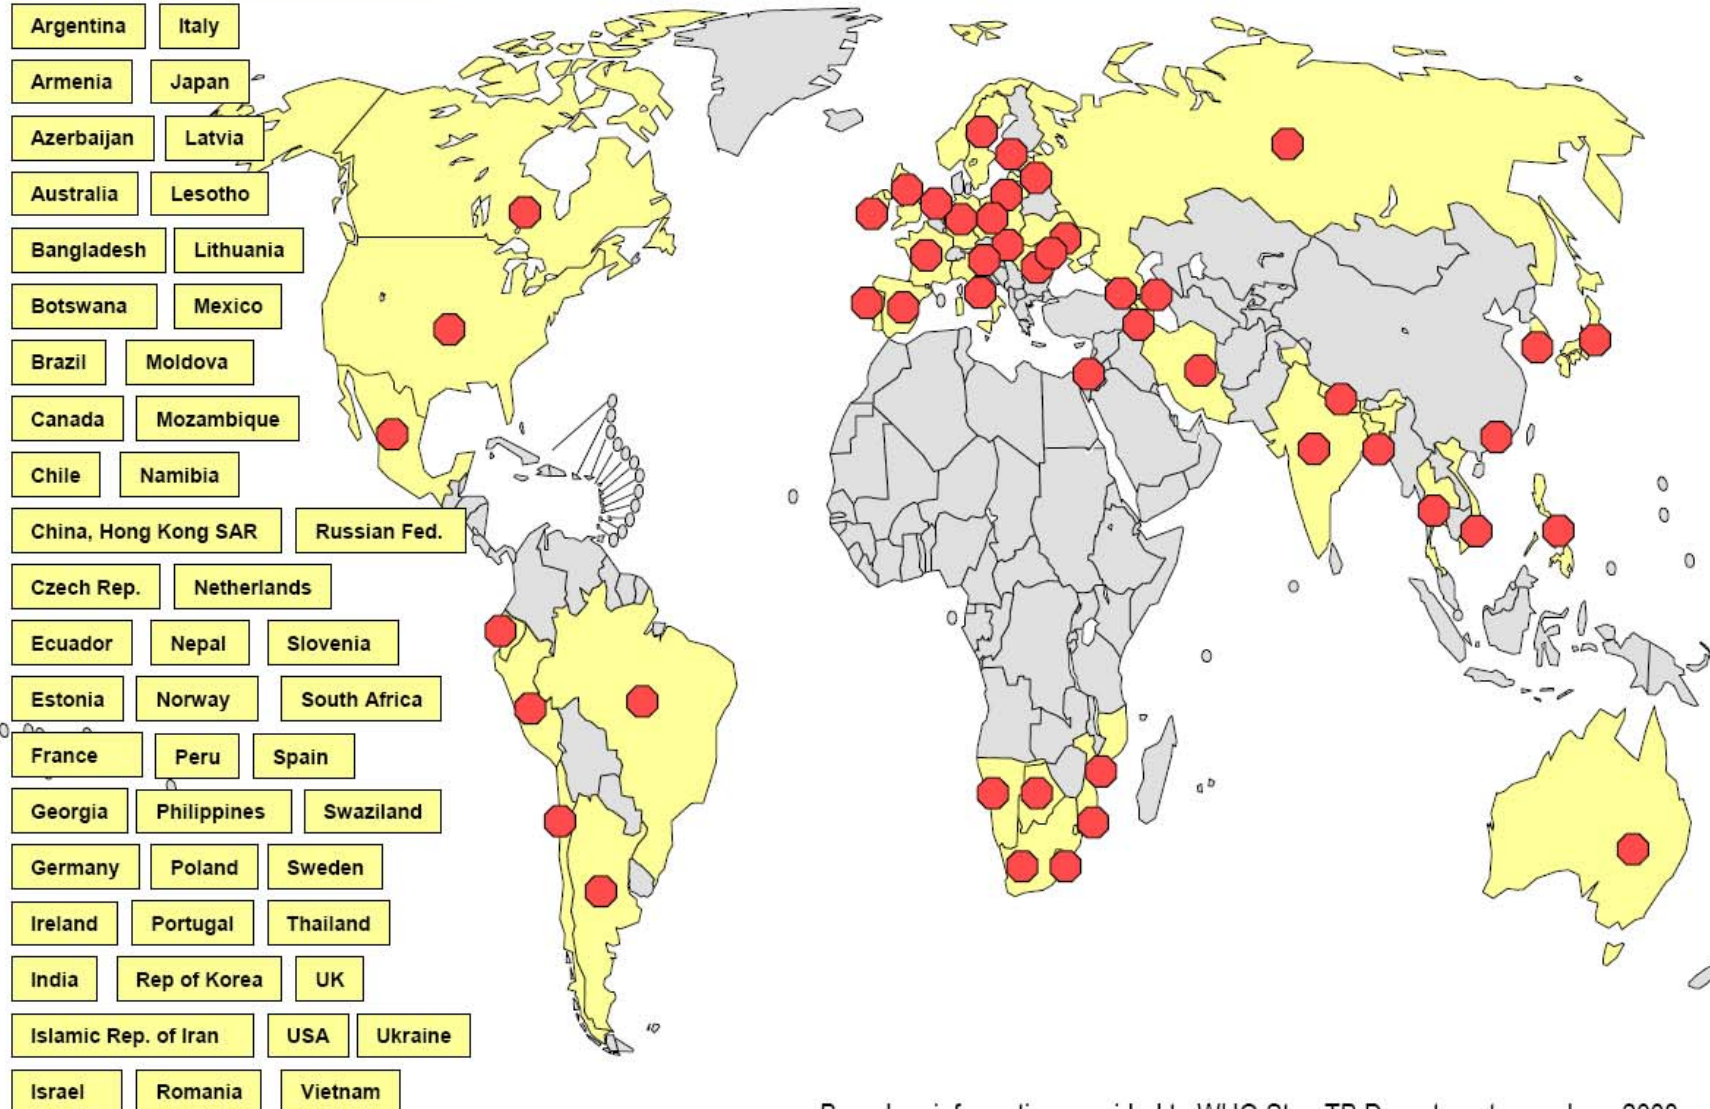 Argentina Italy
Armenia Japan
Azerbaijan Latvia
Australia Lesotho
Bangladesh Lithuania
Botswana Mexico
Brazil Moldova
Canada Mozambique
Chile Namibia
China, Hong Kong SAR Russian Fed.
Czech Rep. Netherlands
Ecuador Nepal Slovenia
Estonia Norway South Africa
France Peru Spain
Georgia Philippines Swaziland
Germany Poland Sweden
Ireland Portugal Thailand
India Rep of Korea UK
Islamic Rep. of Iran USA Ukraine
Israel Romania Vietnam